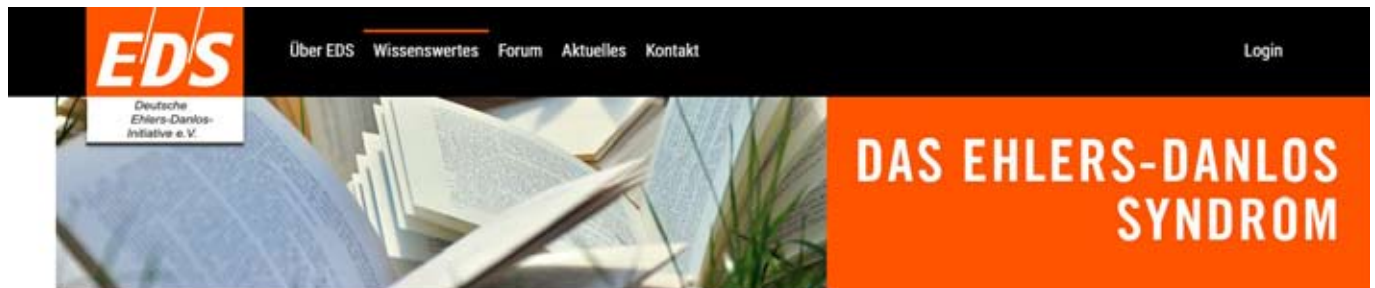 EDS
Deutsche
Ehlers-Danlos-
Initiative e.V.
Über EDS Wissenswertes Forum Aktuelles Kontakt Login
DAS EHLERS-DANLOS
SYNDROM